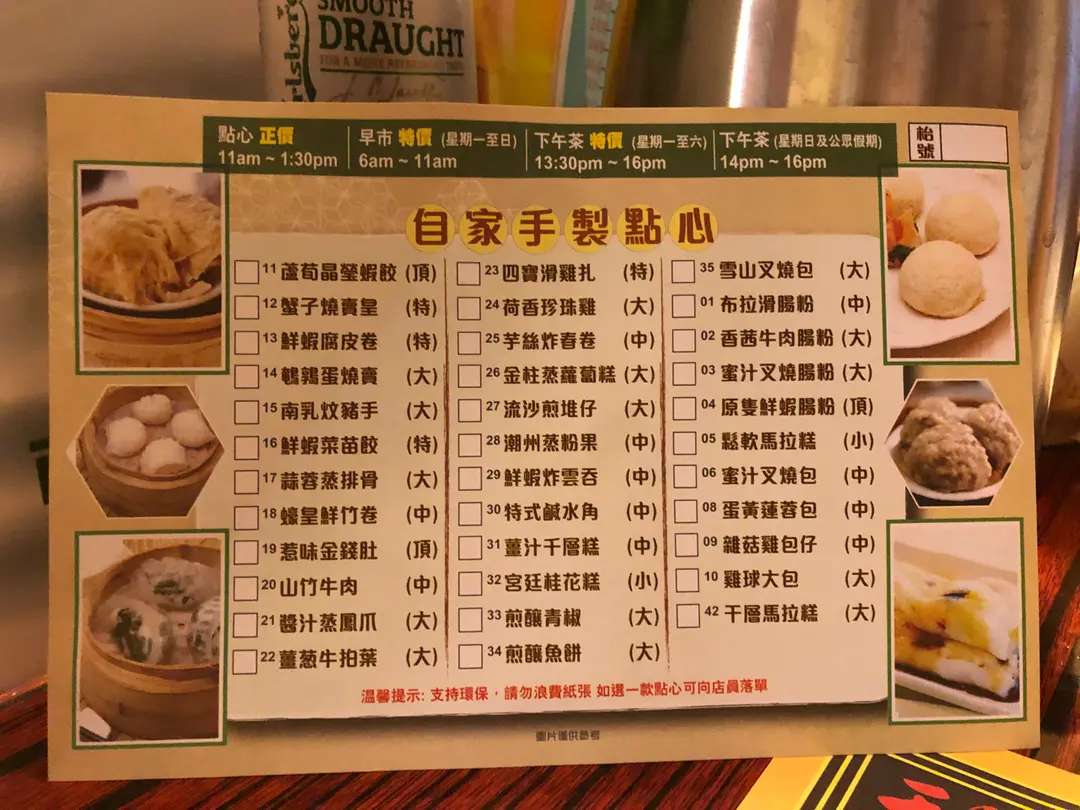 Carlsberg
SMOOTH
DRAUGHT
FOR A MORE REFRESHING
點心 正價
11am ~ 1:30pm
早市 特價 (星期一至日)
6am ~ 11am
下午茶 特價 (星期一至六)
13:30pm ~ 16pm
下午茶 (星期日及公眾假期)
14pm ~ 16pm
枱號
自家手製點心
11 蘆荀晶瑩蝦餃 (頂)
12 蟹子燒賣皇 (特)
13 鮮蝦腐皮卷 (特)
14 鵪鶉蛋燒賣 (大)
15 南乳炆豬手 (大)
16 鮮蝦菜苗餃 (特)
17 蒜蓉蒸排骨 (大)
18 蠔皇鮮竹卷 (中)
19 惹味金錢肚 (頂)
20 山竹牛肉 (中)
21 醬汁蒸鳳爪 (大)
22 薑葱牛拍葉 (大)
23 四寶滑雞扎 (特)
24 荷香珍珠雞 (大)
25 芋絲炸春卷 (中)
26 金柱蒸蘿蔔糕 (大)
27 流沙煎堆仔 (大)
28 潮州蒸粉果 (中)
29 鮮蝦炸雲吞 (中)
30 特式鹹水角 (中)
31 薑汁千層糕 (中)
32 宮廷桂花糕 (小)
33 煎釀青椒 (大)
34 煎釀魚餅 (大)
35 雪山叉燒包 (大)
01 布拉滑腸粉 (中)
02 香茜牛肉腸粉 (大)
03 蜜汁叉燒腸粉 (大)
04 原隻鮮蝦腸粉 (頂)
05 鬆軟馬拉糕 (小)
06 蜜汁叉燒包 (中)
08 蛋黃蓮蓉包 (中)
09 雜菇雞包仔 (中)
10 雞球大包 (大)
42 千層馬拉糕 (大)
溫馨提示: 支持環保，請勿浪費紙張 如選一款點心可向店員落單
圖片僅供參考